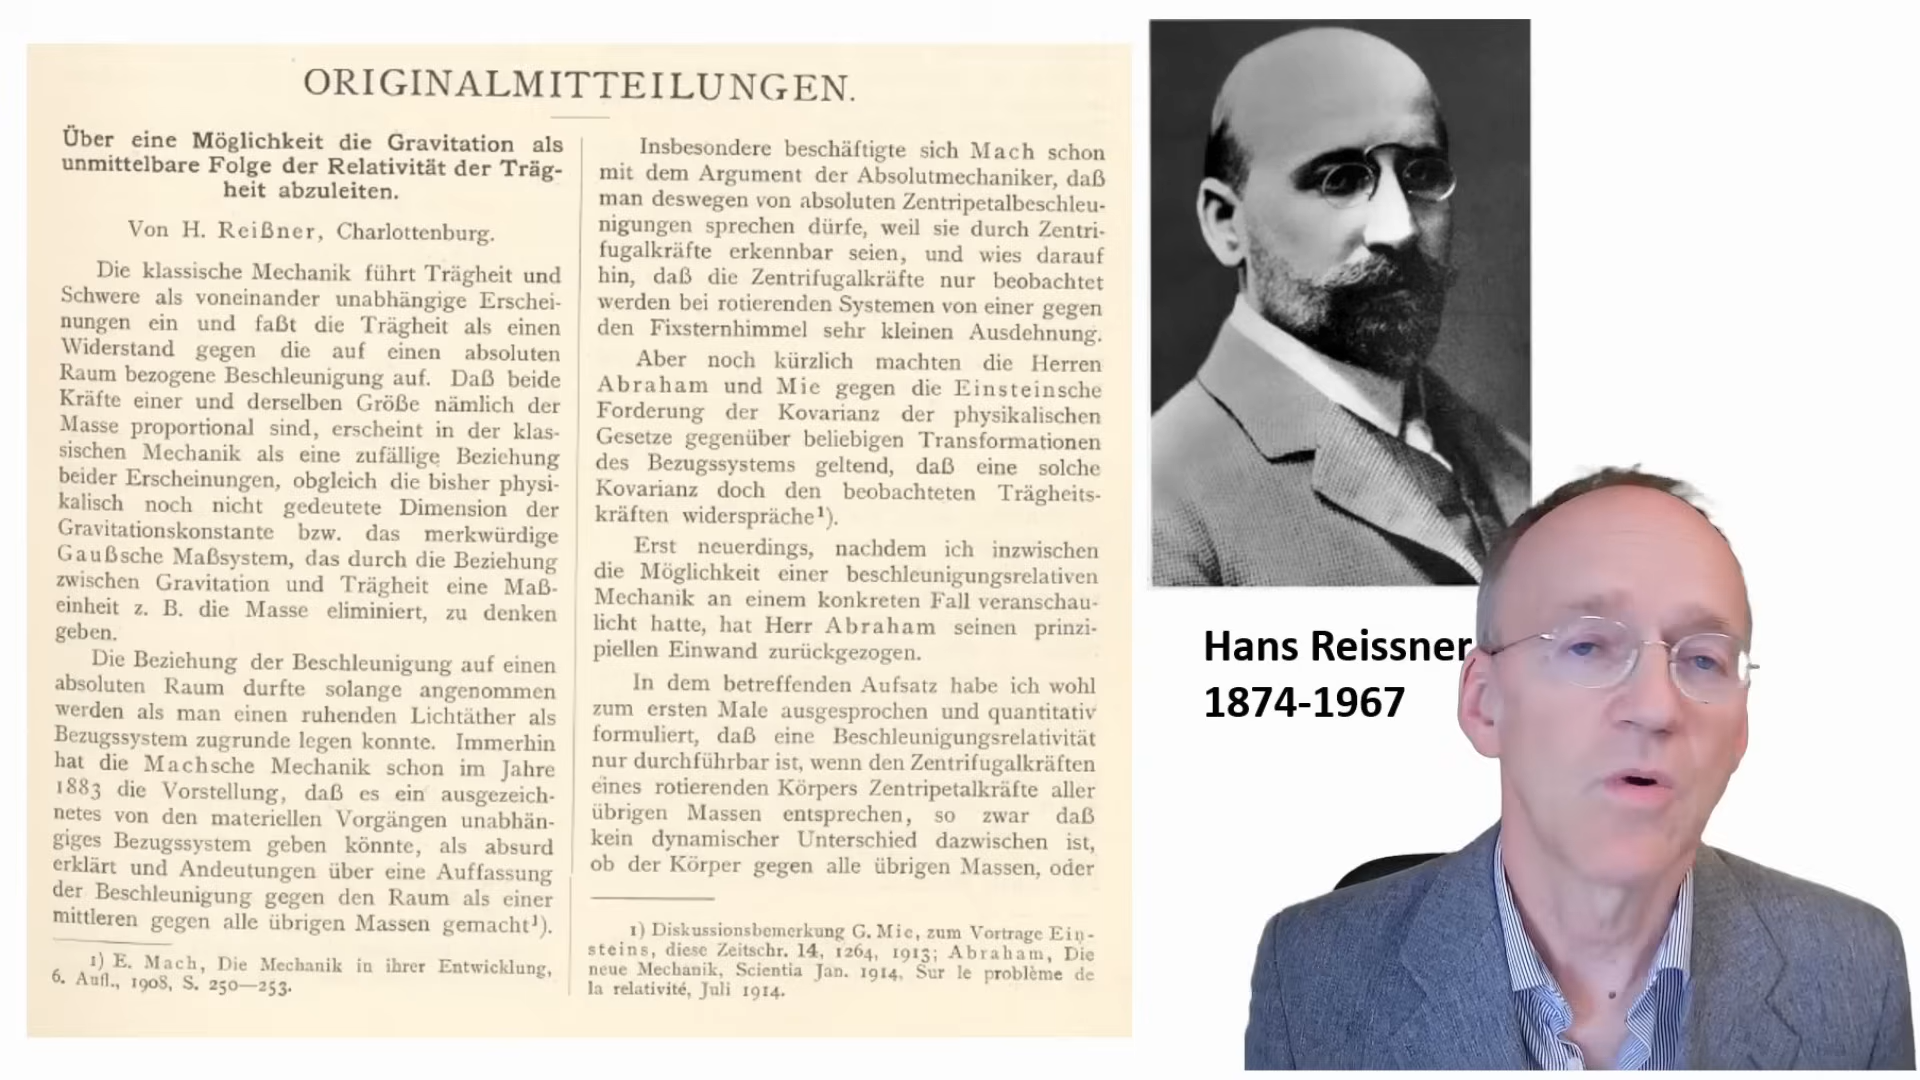 ORIGINALMITTEILUNGEN.
Über eine Möglichkeit die Gravitation als
unmittelbare Folge der Relativität der Träg-
heit abzuleiten.
Von H. Reißner, Charlottenburg.
Die klassische Mechanik führt Trägheit und
Schwere als voneinander unabhängige Erschei-
nungen ein und faßt die Trägheit als einen
Widerstand gegen die auf einen absoluten
Raum bezogene Beschleunigung auf. Daß beide
Kräfte einer und derselben Größe nämlich der
Masse proportional sind, erscheint in der klas-
sischen Mechanik als eine zufällige Beziehung
beider Erscheinungen, obgleich die bisher physi-
kalisch noch nicht gedeutete Dimension der
Gravitationskonstante bzw. das merkwürdige
Gaußsche Maßsystem, das durch die Beziehung
zwischen Gravitation und Trägheit eine Maß-
einheit z. B. die Masse eliminiert, zu denken
geben.
Die Beziehung der Beschleunigung auf einen
absoluten Raum durfte solange angenommen
werden als man einen ruhenden Lichtäther als
Bezugssystem zugrunde legen konnte. Immerhin
hat die Machsche Mechanik schon im Jahre
1883 die Vorstellung, daß es ein ausgezeich-
netes von den materiellen Vorgängen unabhän-
giges Bezugssystem geben könnte, als absurd
erklärt und Andeutungen über eine Auffassung
der Beschleunigung gegen den Raum als einer
mittleren gegen alle übrigen Massen gemacht¹).
1) E. Mach, Die Mechanik in ihrer Entwicklung,
6. Aufl., 1908, S. 250—253.
Insbesondere beschäftigte sich Mach schon
mit dem Argument der Absolutmechaniker, daß
man deswegen von absoluten Zentripetalbeschleu-
nigungen sprechen dürfe, weil sie durch Zentri-
fugalkräfte erkennbar seien, und wies darauf
hin, daß die Zentrifugalkräfte nur beobachtet
werden bei rotierenden Systemen von einer gegen
den Fixsternhimmel sehr kleinen Ausdehnung.
Aber noch kürzlich machten die Herren
Abraham und Mie gegen die Einsteinsche
Forderung der Kovarianz der physikalischen
Gesetze gegenüber beliebigen Transformationen
des Bezugssystems geltend, daß eine solche
Kovarianz doch den beobachteten Trägheits-
kräften widerspräche¹).
Erst neuerdings, nachdem ich inzwischen
die Möglichkeit einer beschleunigungsrelativen
Mechanik an einem konkreten Fall veranschau-
licht hatte, hat Herr Abraham seinen prinzi-
piellen Einwand zurückgezogen.
In dem betreffenden Aufsatz habe ich wohl
zum ersten Male ausgesprochen und quantitativ
formuliert, daß eine Beschleunigungsrelativität
nur durchführbar ist, wenn den Zentrifugalkräften
eines rotierenden Körpers Zentripetalkräfte aller
übrigen Massen entsprechen, so zwar daß
kein dynamischer Unterschied dazwischen ist,
ob der Körper gegen alle übrigen Massen, oder
1) Diskussionsbemerkung G. Mie, zum Vortrage Ein-
steins, diese Zeitschr. 14, 1264, 1913; Abraham, Die
neue Mechanik, Scientia Jan. 1914, Sur le problème de
la relativité, Juli 1914.
Hans Reissner
1874-1967